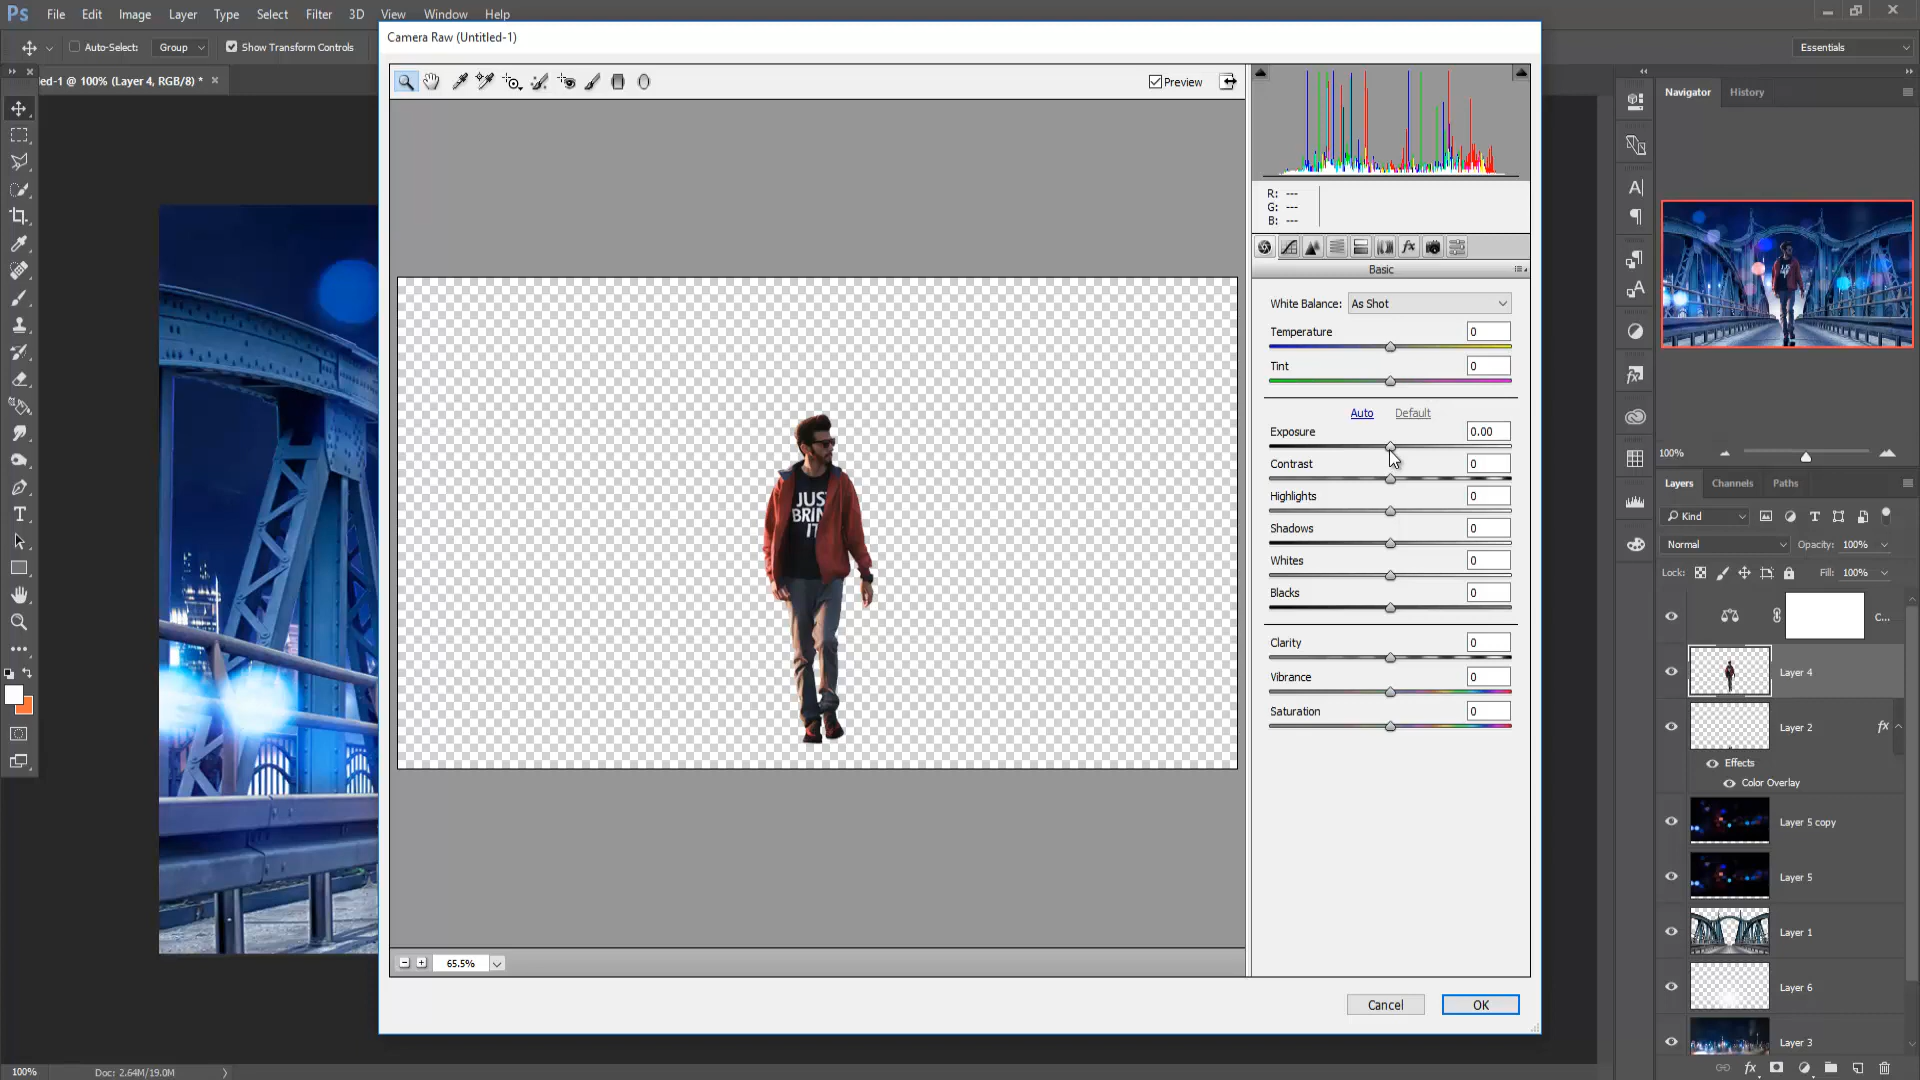 Ps File Edit Image Layer Type Select Filter 3D View Window Help
Auto-Select: Group Show Transform Controls Essentials
ed-1 @ 100% (Layer 4, RGB/8) * ×
Camera Raw (Untitled-1)
Preview
R: ---
G: ---
B: ---
Basic
White Balance: As Shot
Temperature 0
Tint 0
Auto Default
Exposure 0.00
Contrast 0
Highlights 0
Shadows 0
Whites 0
Blacks 0
Clarity 0
Vibrance 0
Saturation 0
JUST
BRIN
IT
65.5%
Cancel OK
Navigator History
100%
Layers Channels Paths
Kind
Normal Opacity: 100%
Lock: Fill: 100%
C...
Layer 4
Layer 2 fx
Effects
Color Overlay
Layer 5 copy
Layer 5
Layer 1
Layer 6
Layer 3
100% Doc: 2.64M/19.0M